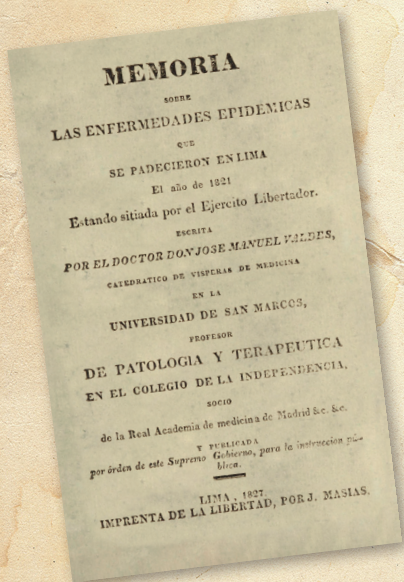 MEMORIA
SOBRE
LAS ENFERMEDADES EPIDEMICAS
QUE
SE PADECIERON EN LIMA
El año de 1821
Estando sitiada por el Ejercito Libertador.
ESCRITA
POR EL DOCTOR DON JOSE MANUEL VALDES,
CATEDRATICO DE VISPERAS DE MEDICINA
EN LA
UNIVERSIDAD DE SAN MARCOS,
PROFESOR
DE PATOLOGIA Y TERAPEUTICA
EN EL COLEGIO DE LA INDEPENDENCIA,
SOCIO
de la Real Academia de medicina de Madrid &c. &c.
Y PUBLICADA
por órden de este Supremo Gobierno, para la instruccion pú-
blica.
LIMA, 1827.
IMPRENTA DE LA LIBERTAD, POR J. MASIAS.